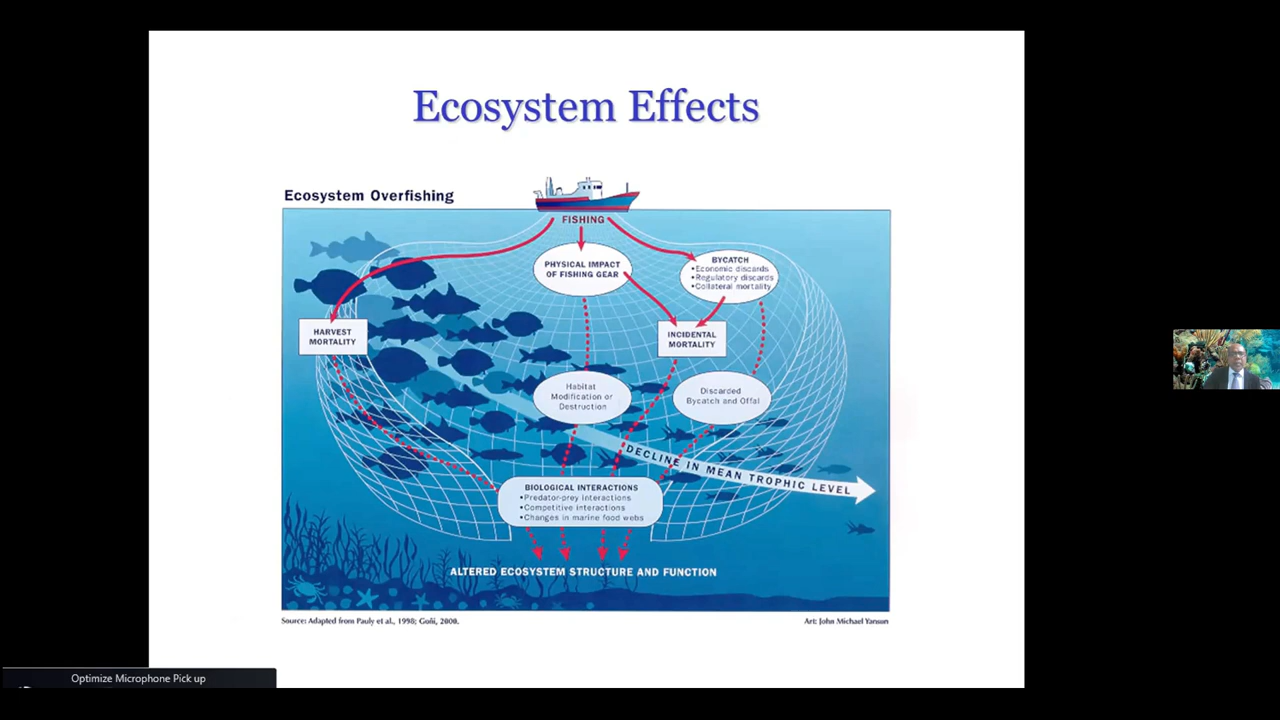 Ecosystem Effects
Ecosystem Overfishing
FISHING
PHYSICAL IMPACT
OF FISHING GEAR
BYCATCH
•Economic discards
•Regulatory discards
•Collateral mortality
HARVEST
MORTALITY
INCIDENTAL
MORTALITY
Habitat
Modification or
Destruction
Discarded
Bycatch and Offal
DECLINE IN MEAN TROPHIC LEVEL
BIOLOGICAL INTERACTIONS
•Predator-prey interactions
•Competitive interactions
•Changes in marine food webs
ALTERED ECOSYSTEM STRUCTURE AND FUNCTION
Source: Adapted from Pauly et al., 1998; Goñi, 2000.
Art: John Michael Yanson
Optimize Microphone Pick up